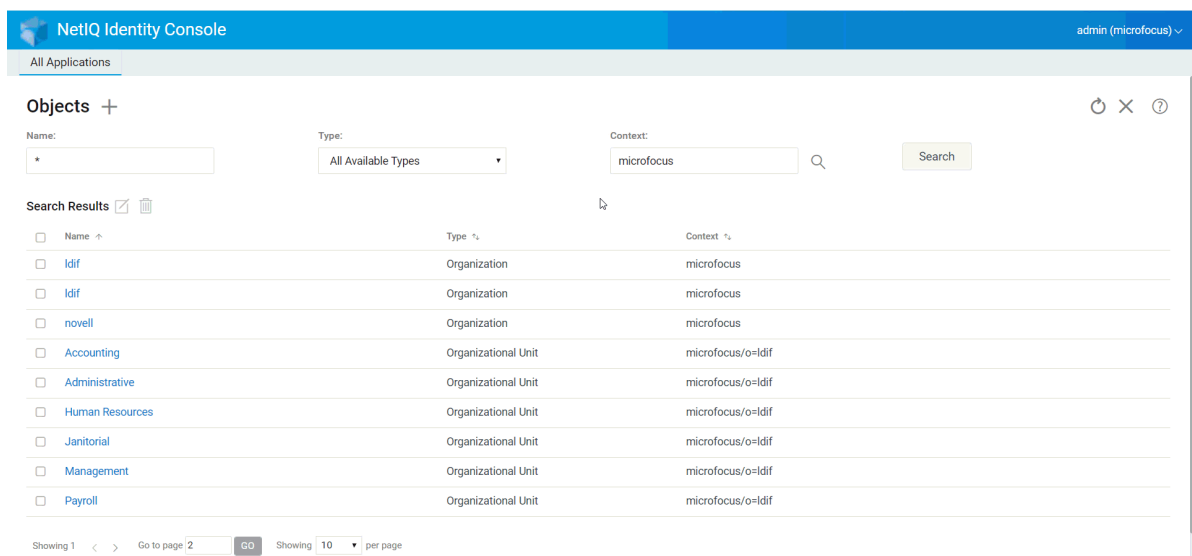 NetIQ Identity Console
admin (microfocus)
All Applications
Objects
Name:
Type:
Context:
*
All Available Types
microfocus
Search
Search Results
Name Type Context
ldif Organization microfocus
ldif Organization microfocus
novell Organization microfocus
Accounting Organizational Unit microfocus/o=ldif
Administrative Organizational Unit microfocus/o=ldif
Human Resources Organizational Unit microfocus/o=ldif
Janitorial Organizational Unit microfocus/o=ldif
Management Organizational Unit microfocus/o=ldif
Payroll Organizational Unit microfocus/o=ldif
Showing 1 < > Go to page 2 GO Showing 10 per page